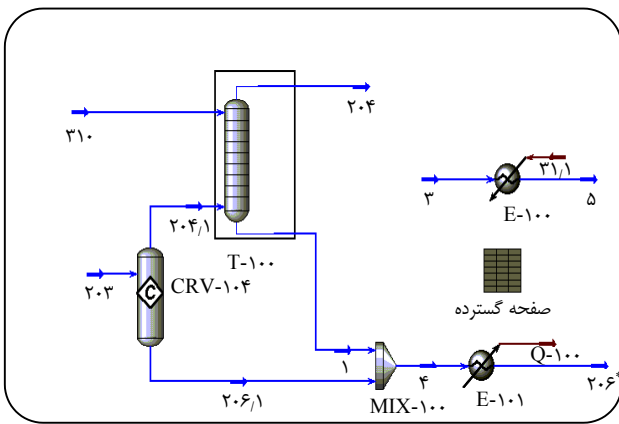 ۲۰۴
۳۱۰
۳۱٫۱
۳
۵
E-۱۰۰
۲۰۴٫۱
T-۱۰۰
۲۰۳
CRV-۱۰۴
C
صفحه گسترده
Q-۱۰۰
۱
۴
۲۰۶*
۲۰۶٫۱
MIX-۱۰۰
E-۱۰۱